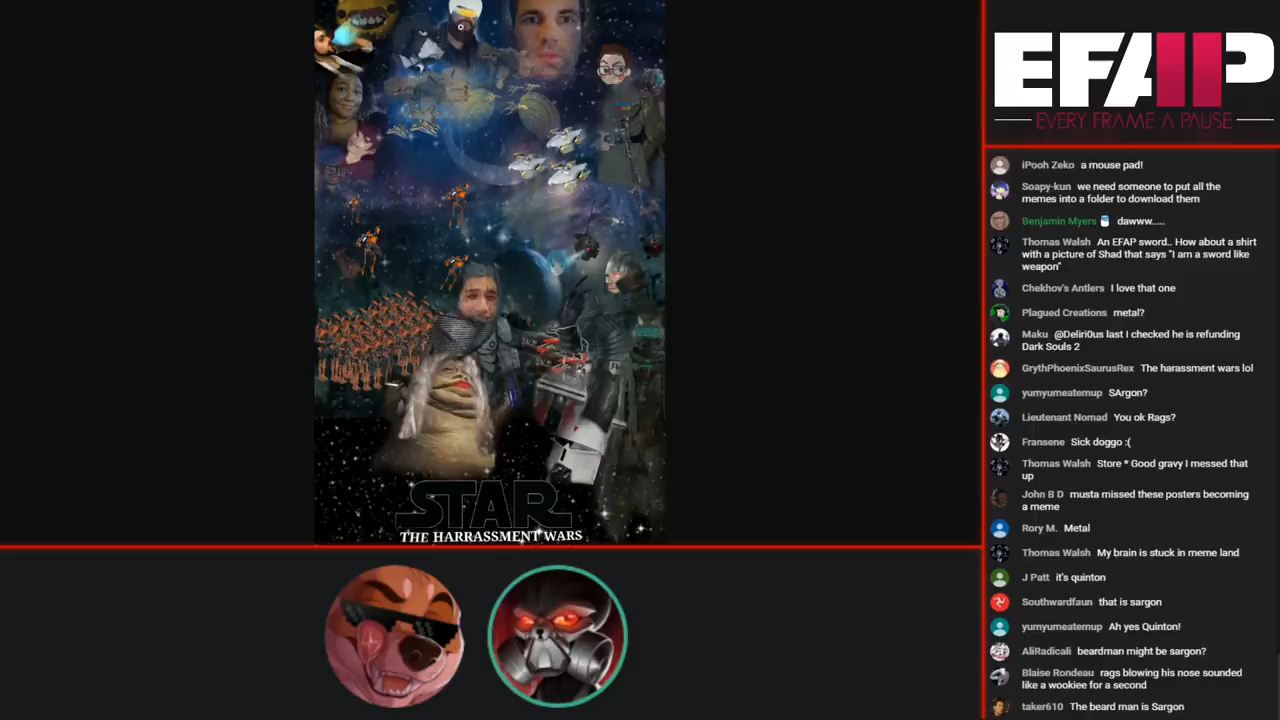 EFAP
EVERY FRAME A PAUSE
iPooh Zeko a mouse pad!
Soapy-kun we need someone to put all the
memes into a folder to download them
Benjamin Myers dawww.....
Thomas Walsh An EFAP sword.. How about a shirt
with a picture of Shad that says "I am a sword like
weapon"
Chekhov's Antlers I love that one
Plagued Creations metal?
Maku @Deliri0us last I checked he is refunding
Dark Souls 2
GrythPhoenixSaurusRex The harassment wars lol
yumyumeatemup SArgon?
Lieutenant Nomad You ok Rags?
Fransene Sick doggo :(
Thomas Walsh Store * Good gravy I messed that
up
John B D musta missed these posters becoming
a meme
Rory M. Metal
Thomas Walsh My brain is stuck in meme land
J Patt it's quinton
Southwardfaun that is sargon
yumyumeatemup Ah yes Quinton!
AliRadicali beardman might be sargon?
Blaise Rondeau rags blowing his nose sounded
like a wookiee for a second
taker610 The beard man is Sargon
STAR
THE HARRASSMENT WARS